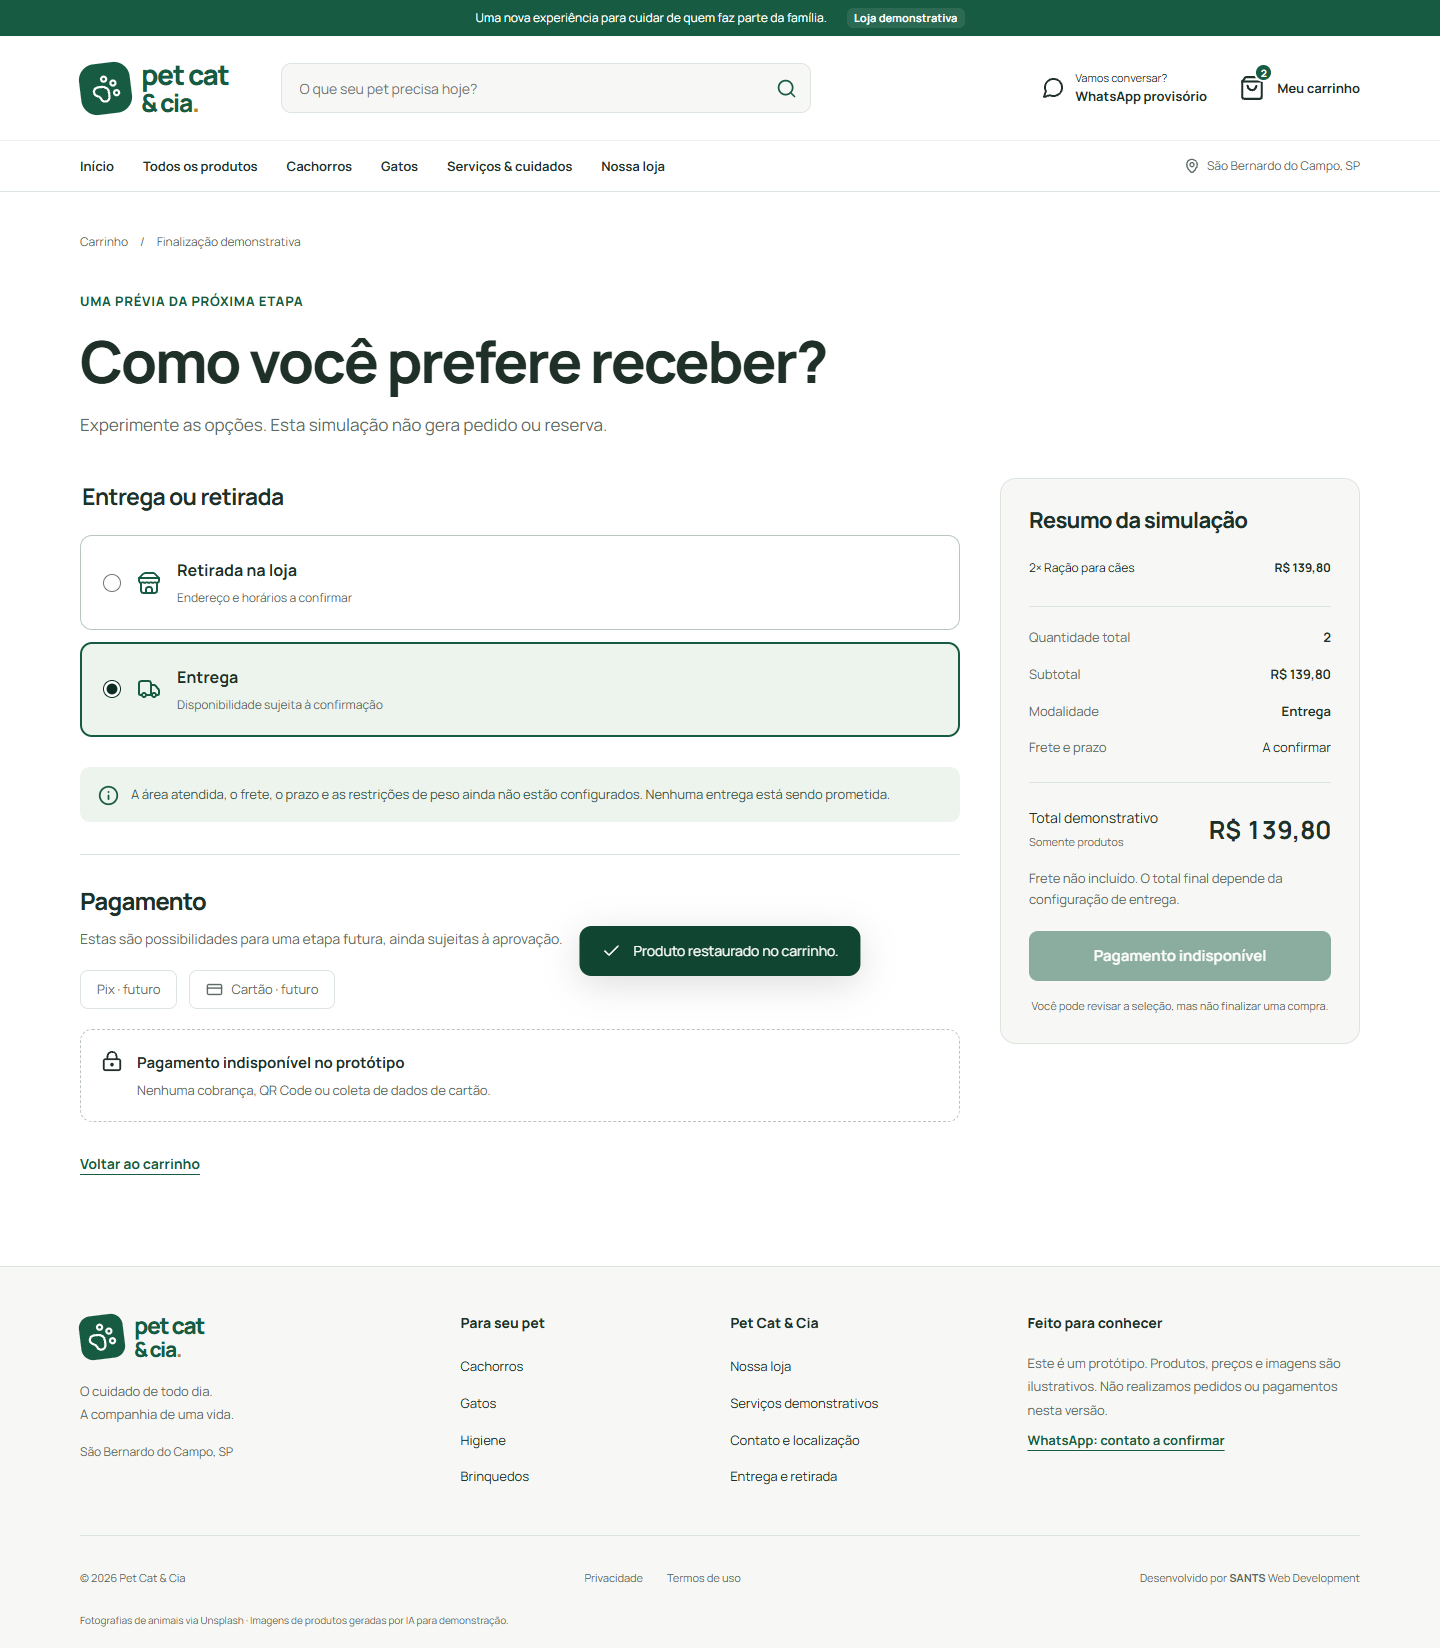 Uma nova experiência para cuidar de quem faz parte da família.
Loja demonstrativa
pet cat
& cia.
O que seu pet precisa hoje?
Vamos conversar?
WhatsApp provisório
2
Meu carrinho
Início
Todos os produtos
Cachorros
Gatos
Serviços & cuidados
Nossa loja
São Bernardo do Campo, SP
Carrinho / Finalização demonstrativa
UMA PRÉVIA DA PRÓXIMA ETAPA
Como você prefere receber?
Experimente as opções. Esta simulação não gera pedido ou reserva.
Entrega ou retirada
Retirada na loja
Endereço e horários a confirmar
Entrega
Disponibilidade sujeita à confirmação
A área atendida, o frete, o prazo e as restrições de peso ainda não estão configurados. Nenhuma entrega está sendo prometida.
Pagamento
Estas são possibilidades para uma etapa futura, ainda sujeitas à aprovação.
Pix · futuro
Cartão · futuro
Produto restaurado no carrinho.
Pagamento indisponível no protótipo
Nenhuma cobrança, QR Code ou coleta de dados de cartão.
Voltar ao carrinho
Resumo da simulação
2× Ração para cães R$ 139,80
Quantidade total 2
Subtotal R$ 139,80
Modalidade Entrega
Frete e prazo A confirmar
Total demonstrativo
Somente produtos
R$ 139,80
Frete não incluído. O total final depende da
configuração de entrega.
Pagamento indisponível
Você pode revisar a seleção, mas não finalizar uma compra.
pet cat
& cia.
O cuidado de todo dia.
A companhia de uma vida.
São Bernardo do Campo, SP
Para seu pet
Cachorros
Gatos
Higiene
Brinquedos
Pet Cat & Cia
Nossa loja
Serviços demonstrativos
Contato e localização
Entrega e retirada
Feito para conhecer
Este é um protótipo. Produtos, preços e imagens são
ilustrativos. Não realizamos pedidos ou pagamentos
nesta versão.
WhatsApp: contato a confirmar
© 2026 Pet Cat & Cia
Privacidade
Termos de uso
Desenvolvido por SANTS Web Development
Fotografias de animais via Unsplash · Imagens de produtos geradas por IA para demonstração.